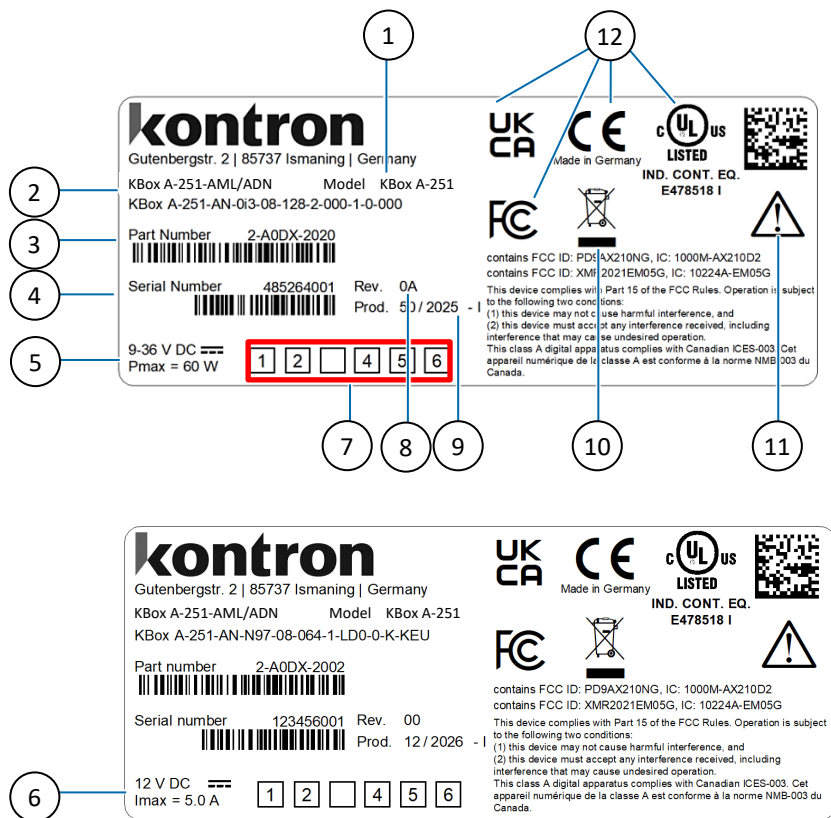 1
12
kontron
Gutenbergstr. 2 | 85737 Ismaning | Germany
2
KBox A-251-AML/ADN Model KBox A-251
KBox A-251-AN-0i3-08-128-2-000-1-0-000
3
Part Number 2-A0DX-2020
4
Serial Number 485264001 Rev. 0A
Prod. 50/2025 - I
5
9-36 V DC
Pmax = 60 W
1 2 4 5 6
UK
CA
CE
Made in Germany
C UL US
LISTED
IND. CONT. EQ.
E478518 I
FC
contains FCC ID: PD9AX210NG, IC: 1000M-AX210D2
contains FCC ID: XMR2021EM05G, IC: 10224A-EM05G
This device complies with Part 15 of the FCC Rules. Operation is subject
to the following two conditions:
(1) this device may not cause harmful interference, and
(2) this device must accept any interference received, including
interference that may cause undesired operation.
This class A digital apparatus complies with Canadian ICES-003. Cet
appareil numérique de la classe A est conforme à la norme NMB-003 du
Canada.
7
8
9
10
11
kontron
Gutenbergstr. 2 | 85737 Ismaning | Germany
KBox A-251-AML/ADN Model KBox A-251
KBox A-251-AN-N97-08-064-1-LD0-0-K-KEU
Part number 2-A0DX-2002
Serial number 123456001 Rev. 00
Prod. 12/2026 - I
6
12 V DC
Imax = 5.0 A
1 2 4 5 6
UK
CA
CE
Made in Germany
C UL US
LISTED
IND. CONT. EQ.
E478518 I
FC
contains FCC ID: PD9AX210NG, IC: 1000M-AX210D2
contains FCC ID: XMR2021EM05G, IC: 10224A-EM05G
This device complies with Part 15 of the FCC Rules. Operation is subject
to the following two conditions:
(1) this device may not cause harmful interference, and
(2) this device must accept any interference received, including
interference that may cause undesired operation.
This class A digital apparatus complies with Canadian ICES-003. Cet
appareil numérique de la classe A est conforme à la norme NMB-003 du
Canada.